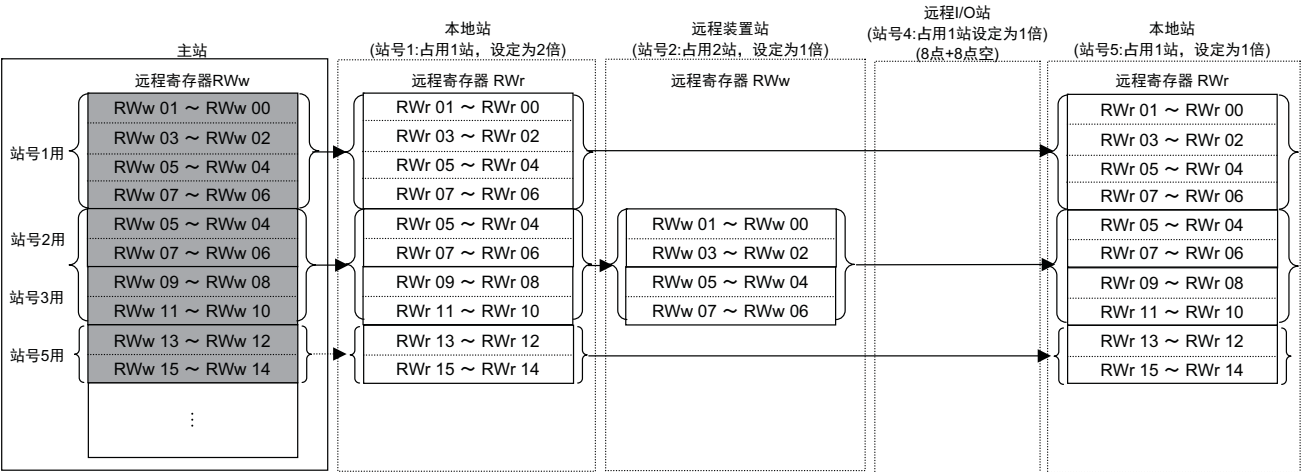 主站
本地站
(站号1:占用1站，设定为2倍)
远程装置站
(站号2:占用2站，设定为1倍)
远程I/O站
(站号4:占用1站设定为1倍)
(8点+8点空)
本地站
(站号5:占用1站，设定为1倍)
远程寄存器RWw
站号1用
RWw 01 ～ RWw 00
RWw 03 ～ RWw 02
RWw 05 ～ RWw 04
RWw 07 ～ RWw 06
站号2用
RWw 05 ～ RWw 04
RWw 07 ～ RWw 06
站号3用
RWw 09 ～ RWw 08
RWw 11 ～ RWw 10
站号5用
RWw 13 ～ RWw 12
RWw 15 ～ RWw 14
⋮
远程寄存器 RWr
RWr 01 ～ RWr 00
RWr 03 ～ RWr 02
RWr 05 ～ RWr 04
RWr 07 ～ RWr 06
RWr 05 ～ RWr 04
RWr 07 ～ RWr 06
RWr 09 ～ RWr 08
RWr 11 ～ RWr 10
RWr 13 ～ RWr 12
RWr 15 ～ RWr 14
远程寄存器 RWw
RWw 01 ～ RWw 00
RWw 03 ～ RWw 02
RWw 05 ～ RWw 04
RWw 07 ～ RWw 06
远程寄存器 RWr
RWr 01 ～ RWr 00
RWr 03 ～ RWr 02
RWr 05 ～ RWr 04
RWr 07 ～ RWr 06
RWr 05 ～ RWr 04
RWr 07 ～ RWr 06
RWr 09 ～ RWr 08
RWr 11 ～ RWr 10
RWr 13 ～ RWr 12
RWr 15 ～ RWr 14